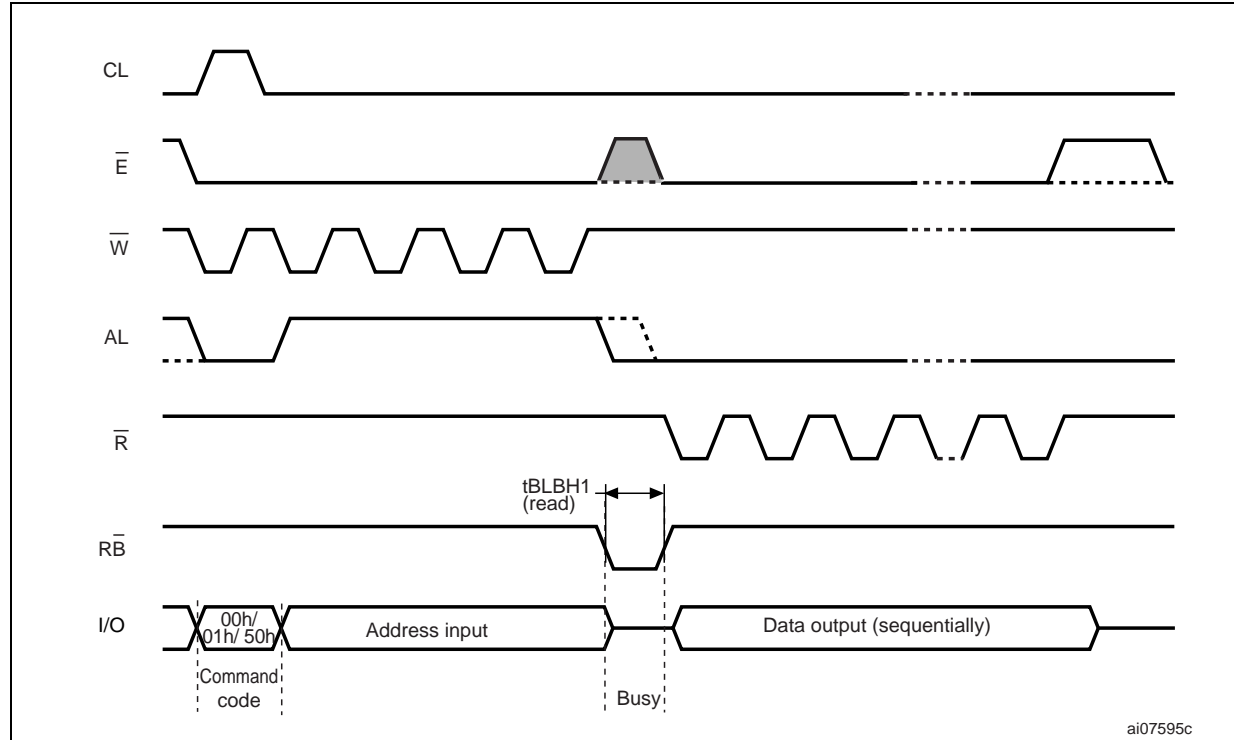 CL
E̅
W̅
AL
R̅
tBLBH1
(read)
RB̅
I/O
00h/
01h/ 50h
Address input
Data output (sequentially)
Command
code
Busy
ai07595c